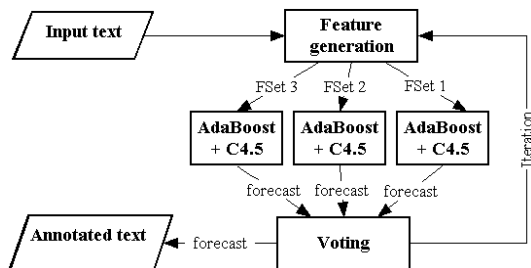 Input text
Feature
generation
FSet 3
FSet 2
FSet 1
AdaBoost
+ C4.5
AdaBoost
+ C4.5
AdaBoost
+ C4.5
Iteration
forecast
forecast
forecast
Annotated text
forecast
Voting